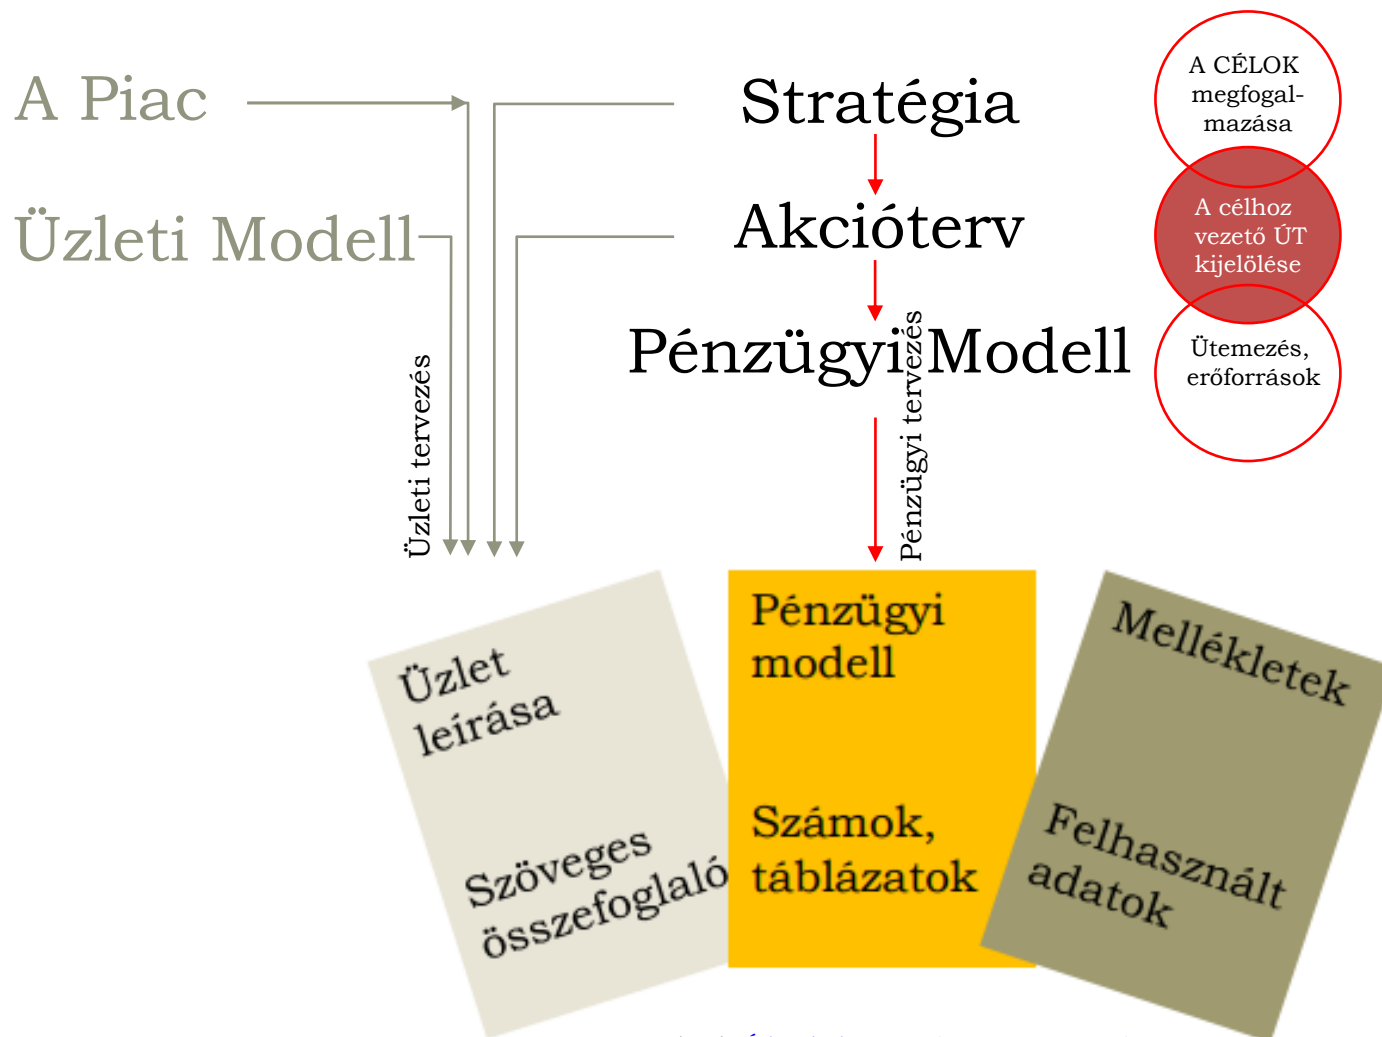 A Piac
Stratégia
A CÉLOK
megfogal-
mazása
Üzleti Modell
Akcióterv
A célhoz
vezető ÚT
kijelölése
Pénzügyi Modell
Ütemezés,
erőforrások
Üzleti tervezés
Pénzügyi tervezés
Üzlet
leírása
Szöveges
összefoglaló
Pénzügyi
modell
Számok,
táblázatok
Mellékletek
Felhasznált
adatok